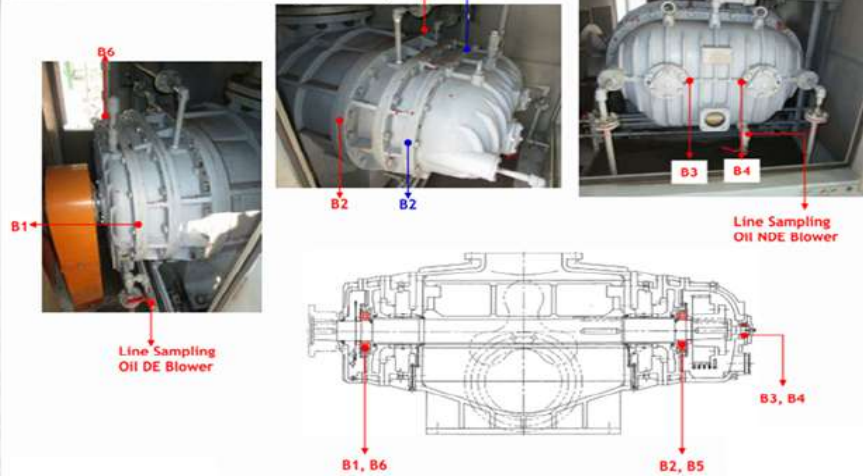 B6
B1
Line Sampling
Oil DE Blower
B2
B2
B3
B4
Line Sampling
Oil NDE Blower
B3, B4
B1, B6
B2, B5